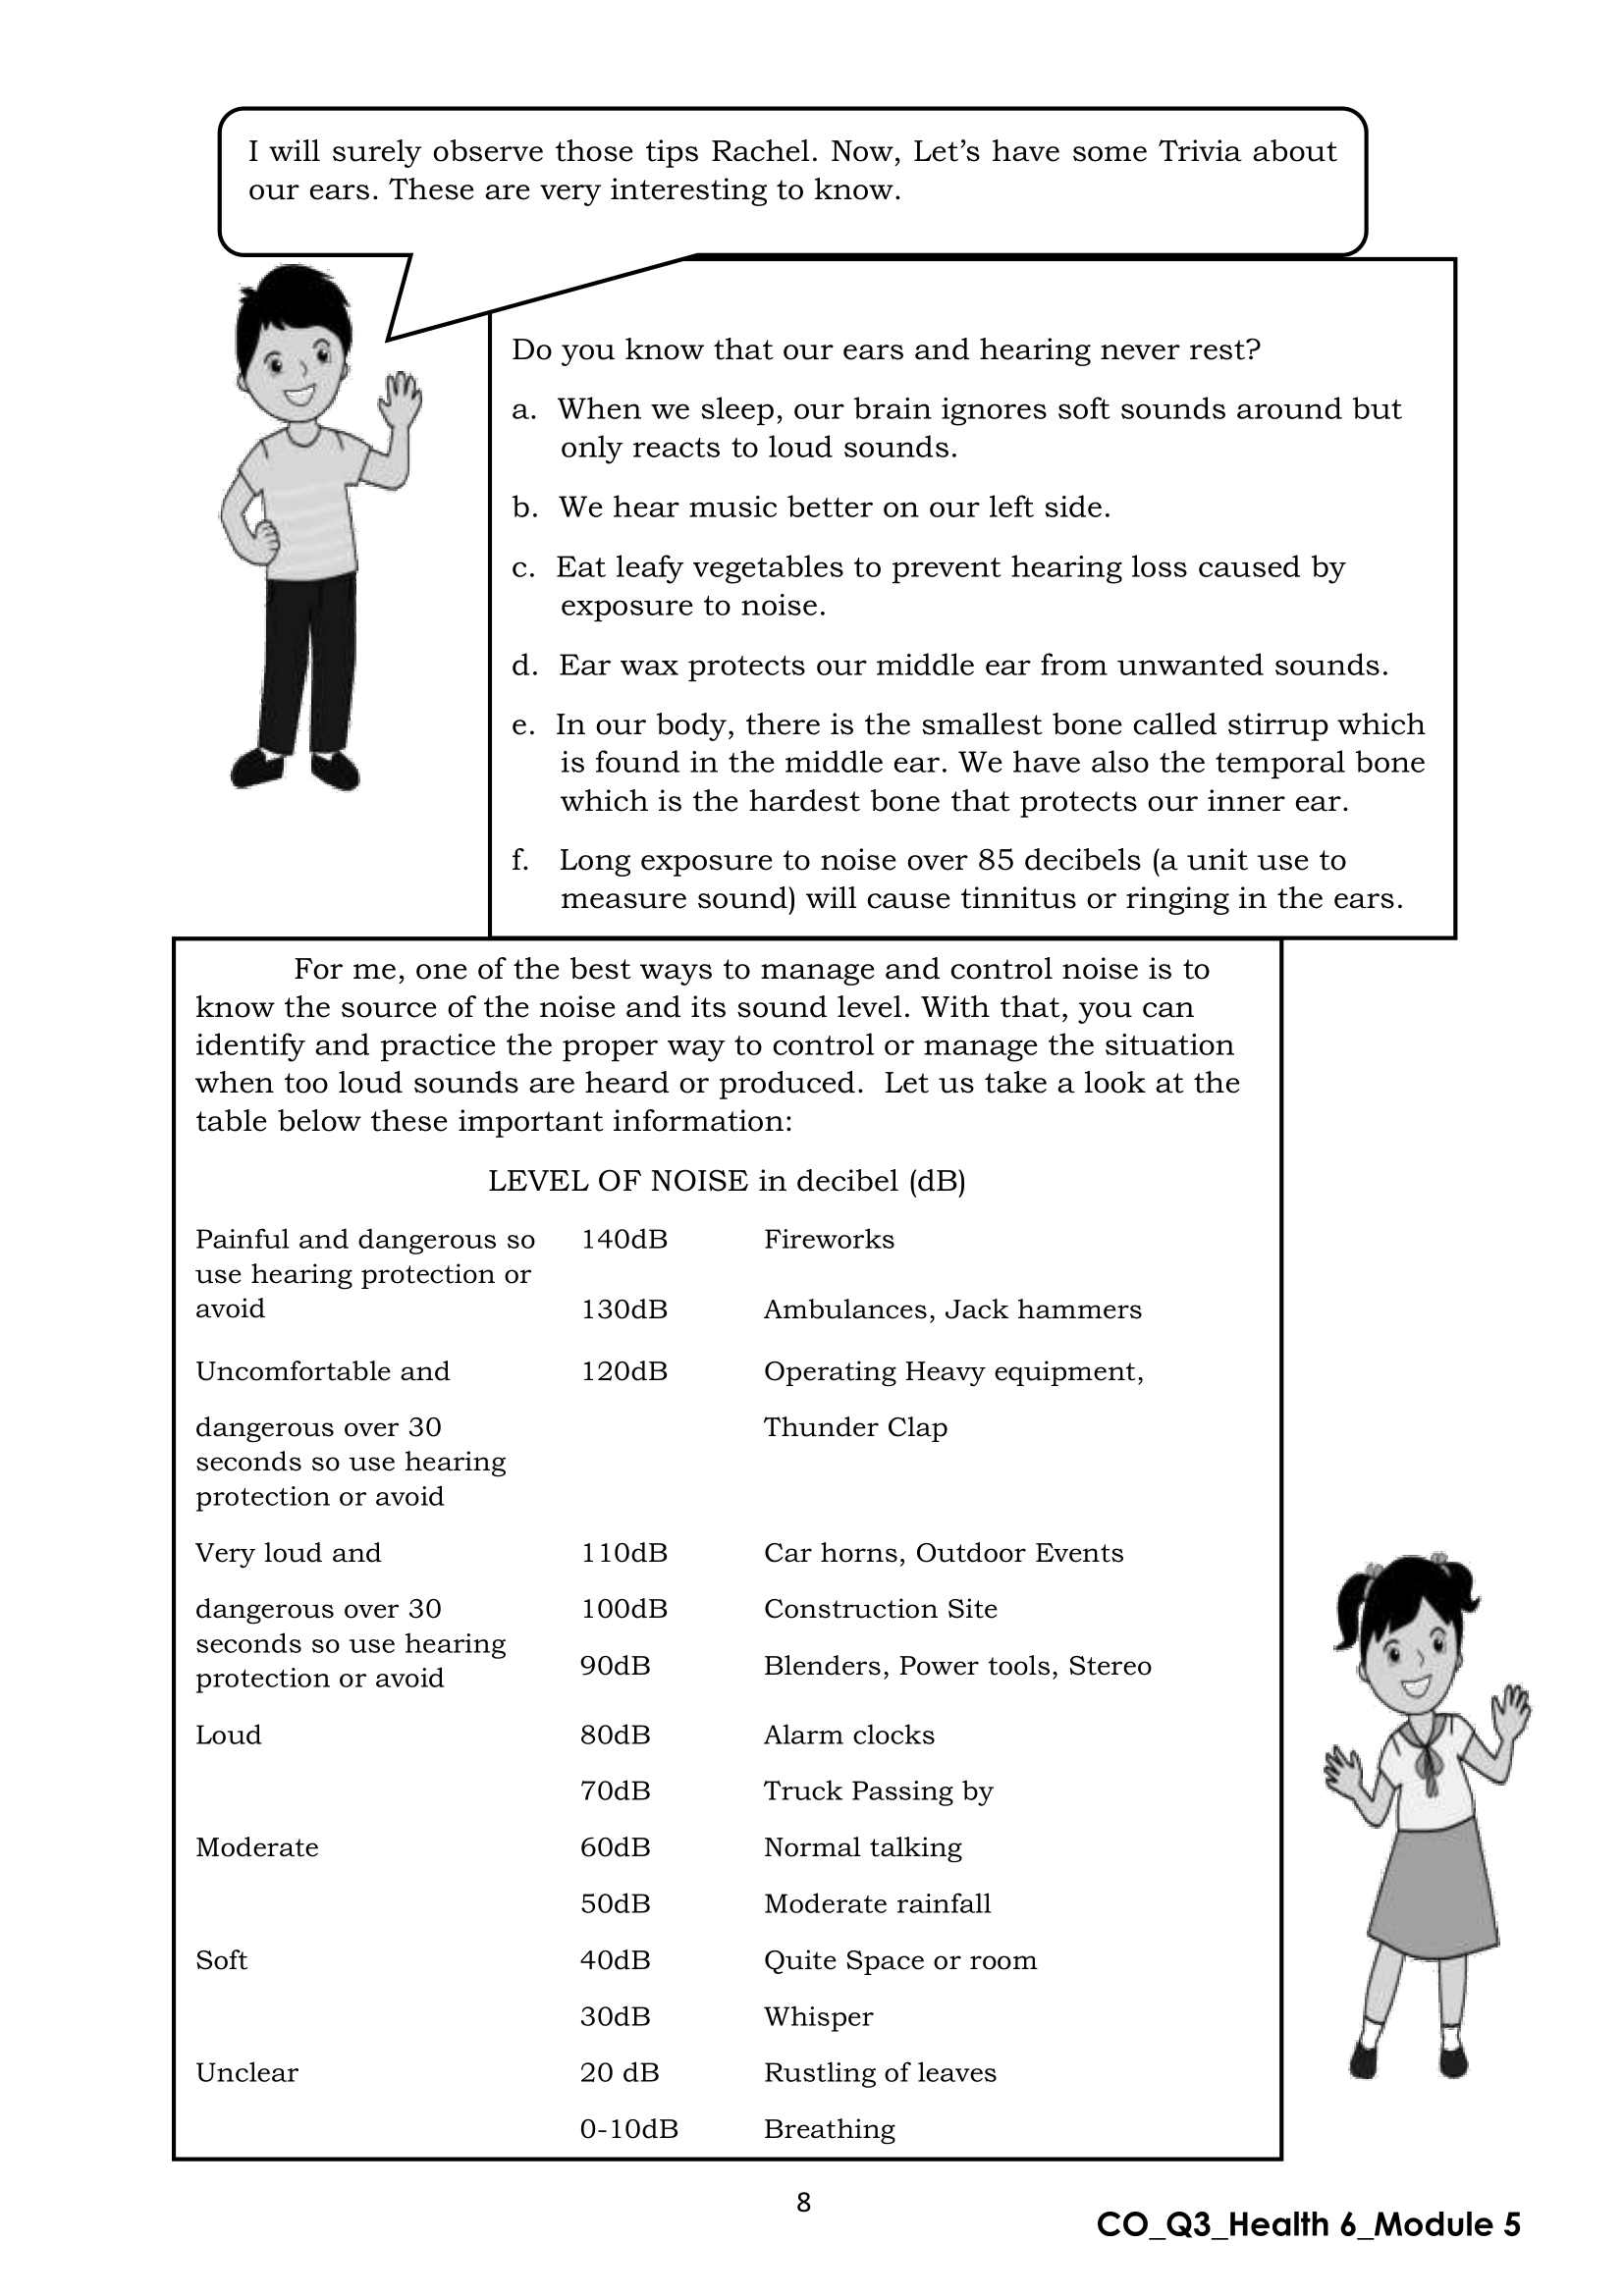 I will surely observe those tips Rachel. Now, Let’s have some Trivia about
our ears. These are very interesting to know.
Do you know that our ears and hearing never rest?
a. When we sleep, our brain ignores soft sounds around but
only reacts to loud sounds.
b. We hear music better on our left side.
c. Eat leafy vegetables to prevent hearing loss caused by
exposure to noise.
d. Ear wax protects our middle ear from unwanted sounds.
e. In our body, there is the smallest bone called stirrup which
is found in the middle ear. We have also the temporal bone
which is the hardest bone that protects our inner ear.
f. Long exposure to noise over 85 decibels (a unit use to
measure sound) will cause tinnitus or ringing in the ears.
For me, one of the best ways to manage and control noise is to
know the source of the noise and its sound level. With that, you can
identify and practice the proper way to control or manage the situation
when too loud sounds are heard or produced. Let us take a look at the
table below these important information:
LEVEL OF NOISE in decibel (dB)
Painful and dangerous so 140dB Fireworks
use hearing protection or
avoid 130dB Ambulances, Jack hammers
Uncomfortable and 120dB Operating Heavy equipment,
dangerous over 30 Thunder Clap
seconds so use hearing
protection or avoid
Very loud and 110dB Car horns, Outdoor Events
dangerous over 30 100dB Construction Site
seconds so use hearing
protection or avoid 90dB Blenders, Power tools, Stereo
Loud 80dB Alarm clocks
70dB Truck Passing by
Moderate 60dB Normal talking
50dB Moderate rainfall
Soft 40dB Quite Space or room
30dB Whisper
Unclear 20 dB Rustling of leaves
0-10dB Breathing
8
CO_Q3_Health 6_Module 5